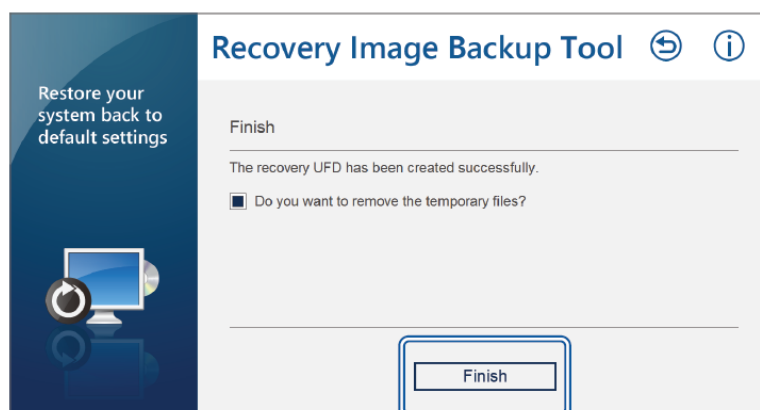 Recovery Image Backup Tool
Restore your
system back to
default settings
Finish
The recovery UFD has been created successfully.
Do you want to remove the temporary files?
Finish